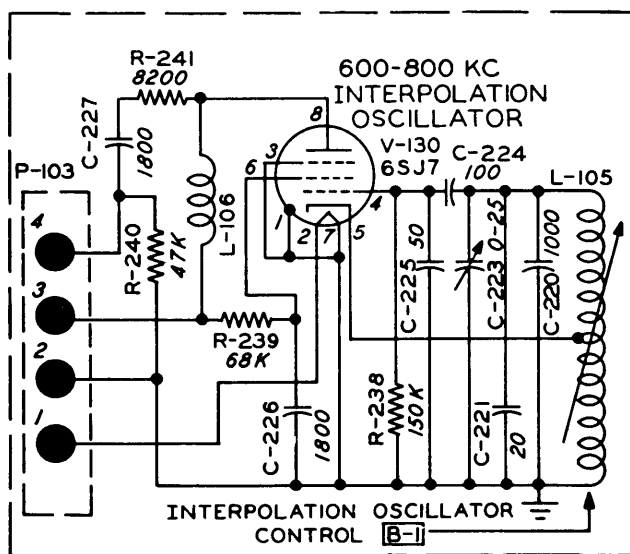 R-241
8200
600-800 KC
INTERPOLATION
OSCILLATOR
C-227
1800
8
V-130
6SJ7
C-224
100
L-105
P-103
3
6
4
1
2
7
5
L-106
4
R-240
47K
50
C-225
0-25
C-223
1000
C-220
3
R-239
68K
2
1
C-226
1800
R-238
150K
C-221
20
INTERPOLATION OSCILLATOR
CONTROL B-1